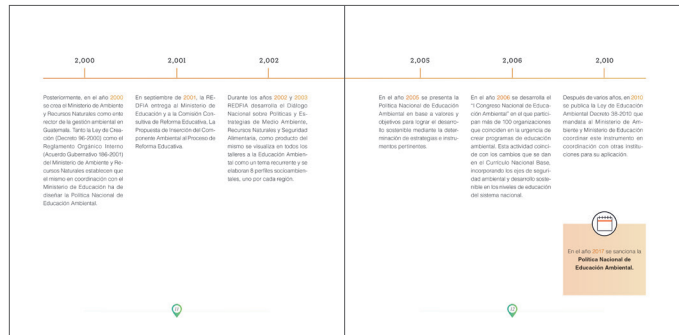 2,000
Posteriormente, en el año 2000
se crea el Ministerio de Ambiente
y Recursos Naturales como ente
rector de la gestión ambiental en
Guatemala. Tanto la Ley de Crea-
ción (Decreto 90-2000) como el
Reglamento Orgánico Interno
(Acuerdo Gubernativo 186-2001)
del Ministerio de Ambiente y Re-
cursos Naturales establecen que
el mismo en coordinación con el
Ministerio de Educación ha de
diseñar la Política Nacional de
Educación Ambiental.
2,001
En septiembre de 2001, la RE-
DFIA entrega al Ministerio de
Educación y a la Comisión Con-
sultiva de Reforma Educativa. La
Propuesta de Inserción del Com-
ponente Ambiental al Proceso de
Reforma Educativa.
2,002
Durante los años 2002 y 2003
REDFIA desarrolla el Diálogo
Nacional sobre Políticas y Es-
trategias de Medio Ambiente,
Recursos Naturales y Seguridad
Alimentaria, como producto del
mismo se visualiza en todos los
talleres a la Educación Ambien-
tal como un tema recurrente y se
elaboran 8 perfiles socioambien-
tales, uno por cada región.
2,005
En el año 2005 se presenta la
Política Nacional de Educación
Ambiental en base a valores y
objetivos para lograr el desarro-
llo sostenible mediante la deter-
minación de estrategias e instru-
mentos pertinentes.
2,006
En el año 2006 se desarrolla el
"I Congreso Nacional de Educa-
ción Ambiental" en el que partici-
pan más de 100 organizaciones
que coinciden en la urgencia de
crear programas de educación
ambiental. Esta actividad coinci-
de con los cambios que se dan
en el Currículo Nacional Base,
incorporando los ejes de seguri-
dad ambiental y desarrollo soste-
nible en los niveles de educación
del sistema nacional.
2,010
Después de varios años, en 2010
se publica la Ley de Educación
Ambiental Decreto 38-2010 que
mandata al Ministerio de Am-
biente y Ministerio de Educación
coordinar este instrumento en
coordinación con otras institu-
ciones para su aplicación.
En el año 2017 se sanciona la
Política Nacional de
Educación Ambiental.